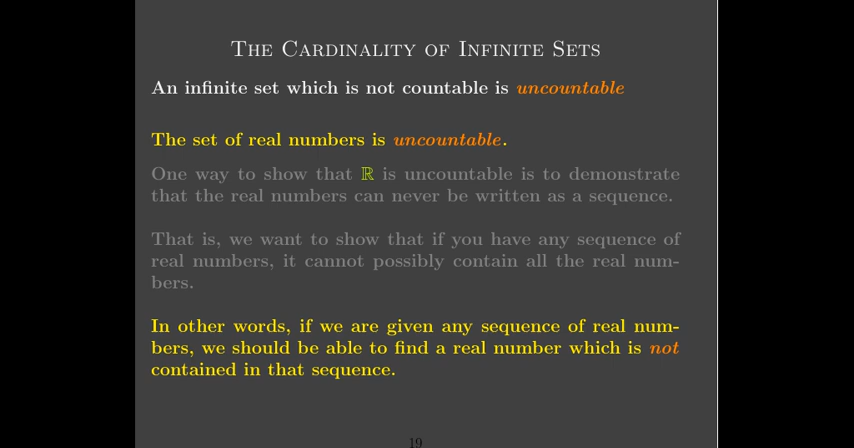 The Cardinality of Infinite Sets
An infinite set which is not countable is uncountable
The set of real numbers is uncountable.
One way to show that ℝ is uncountable is to demonstrate
that the real numbers can never be written as a sequence.
That is, we want to show that if you have any sequence of
real numbers, it cannot possibly contain all the real num-
bers.
In other words, if we are given any sequence of real num-
bers, we should be able to find a real number which is not
contained in that sequence.
19